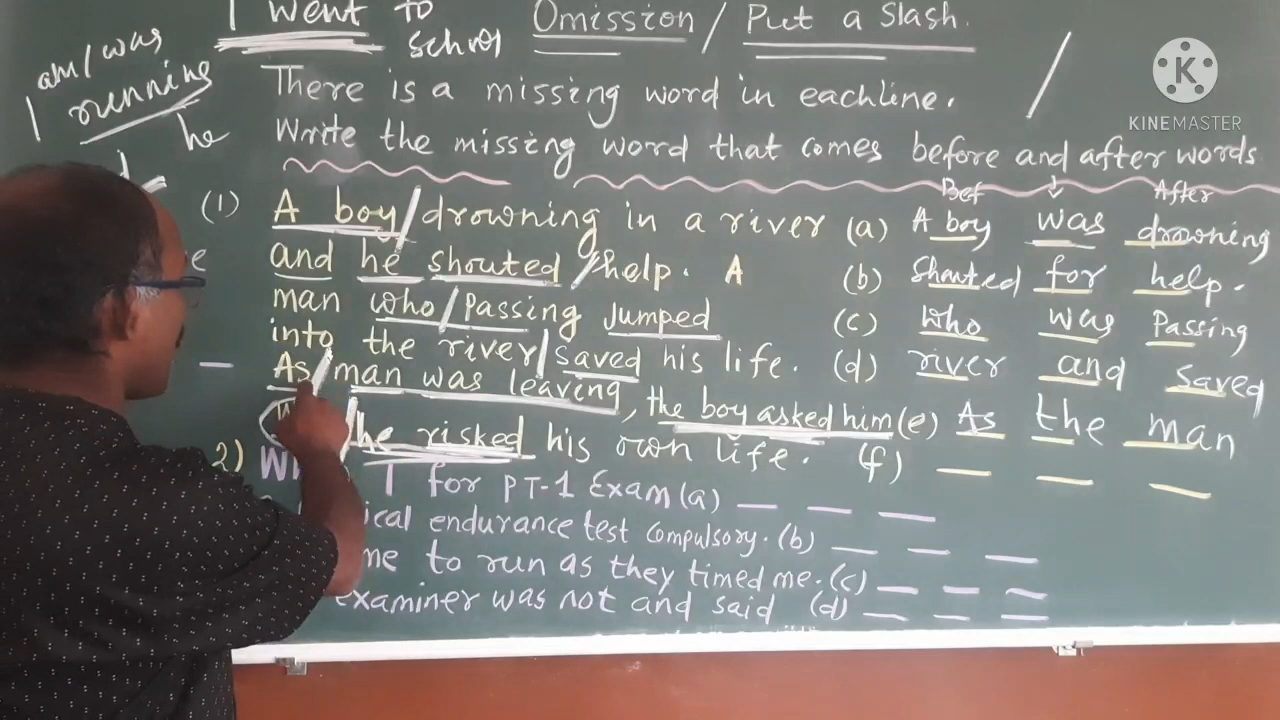 I went to school Omission / Put a slash.
am/was
I running
he
There is a missing word in each line.
Write the missing word that comes before and after words
Bef After
(1) A boy/drowning in a river (a) A boy was drowning
and he shouted /help. A (b) Shouted for help.
man who/Passing Jumped (c) who was Passing
into the river/saved his life. (d) river and saved
As/man was leaving, the boy asked him (e) As the man
he risked his own life. (f) — — —
2) I for PT-1 Exam (a) — — —
endurance test compulsory. (b) — — —
me to run as they timed me. (c) — — —
examiner was not and said (d) — — —
K
KINEMASTER